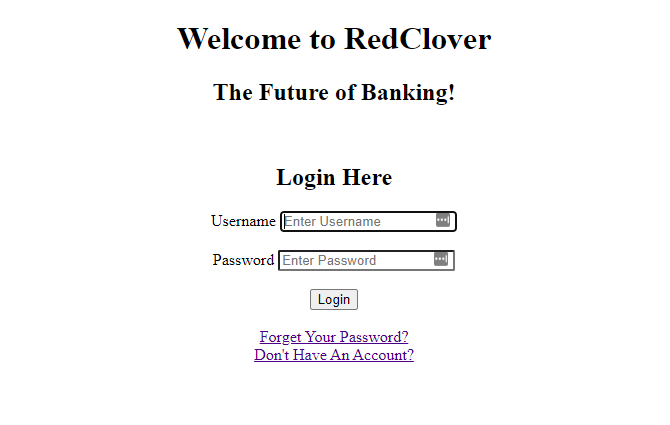 Welcome to RedClover
The Future of Banking!
Login Here
Username Enter Username
Password Enter Password
Login
Forget Your Password?
Don't Have An Account?